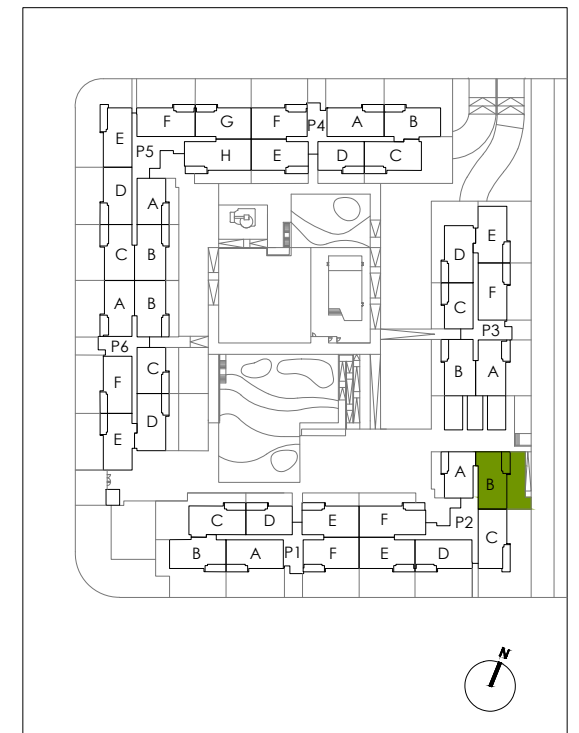 F G F P4 A B
E
P5
H E D C
D A
E
D
C B
F
C
A B
P3
P6
C
B A
F
D
E
A
B
C D E F
P2
B A P1 F E D C
N